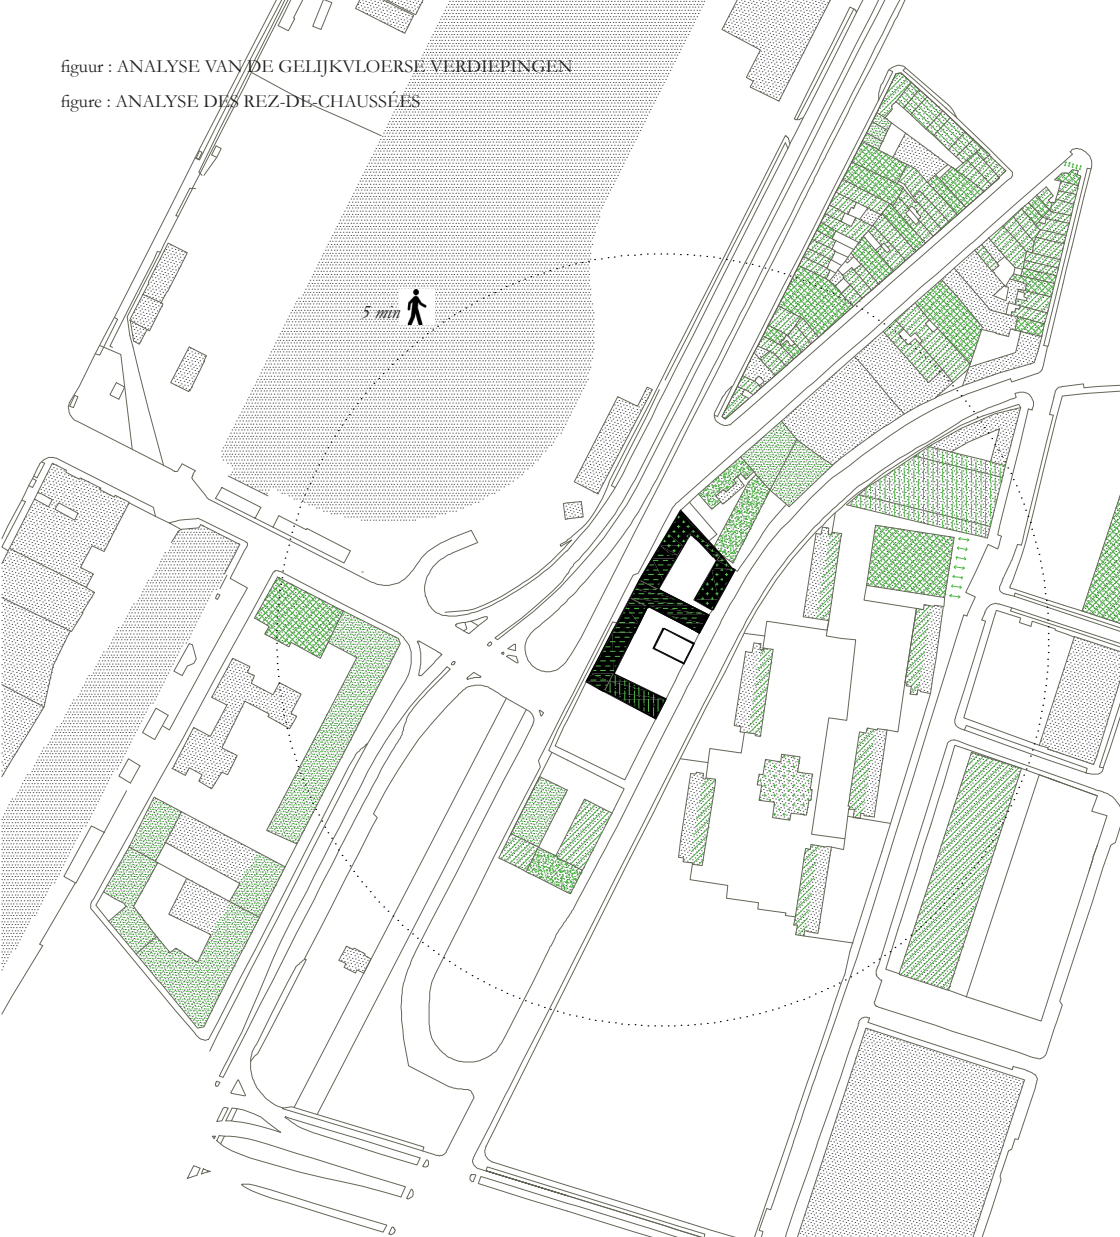 figuur : ANALYSE VAN DE GELIJKVLOERSE VERDIEPINGEN
figure : ANALYSE DES REZ-DE-CHAUSSÉES
5 min